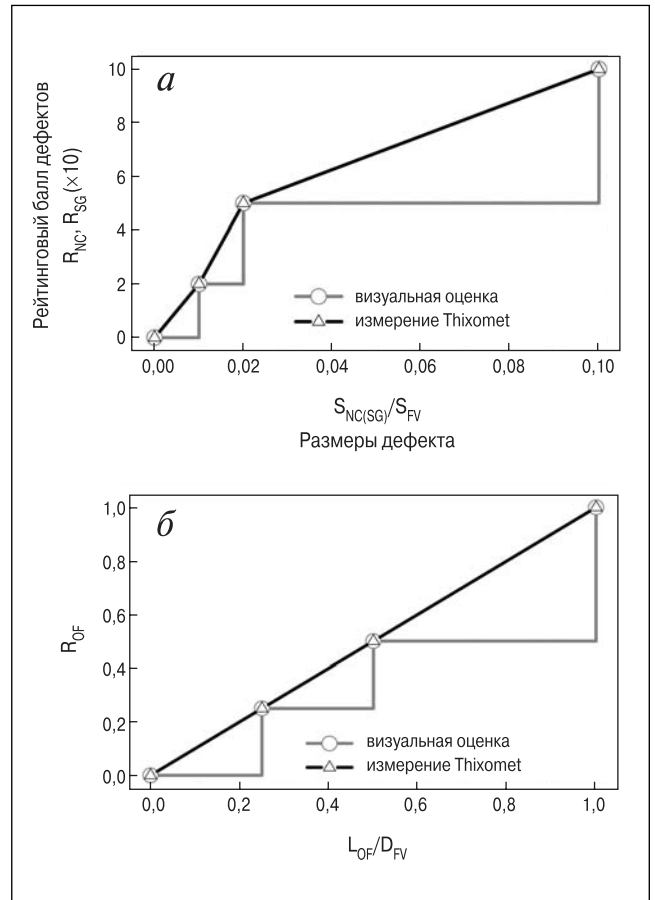 а
Рейтинговый балл дефектов
R_NC, R_SG (×10)
10
8
6
4
2
0
визуальная оценка
измерение Thixomet
0,00
0,02
0,04
0,06
0,08
0,10
S_NC(SG)/S_FV
Размеры дефекта
б
R_OF
1,0
0,8
0,6
0,4
0,2
0,0
визуальная оценка
измерение Thixomet
0,0
0,2
0,4
0,6
0,8
1,0
L_OF/D_FV